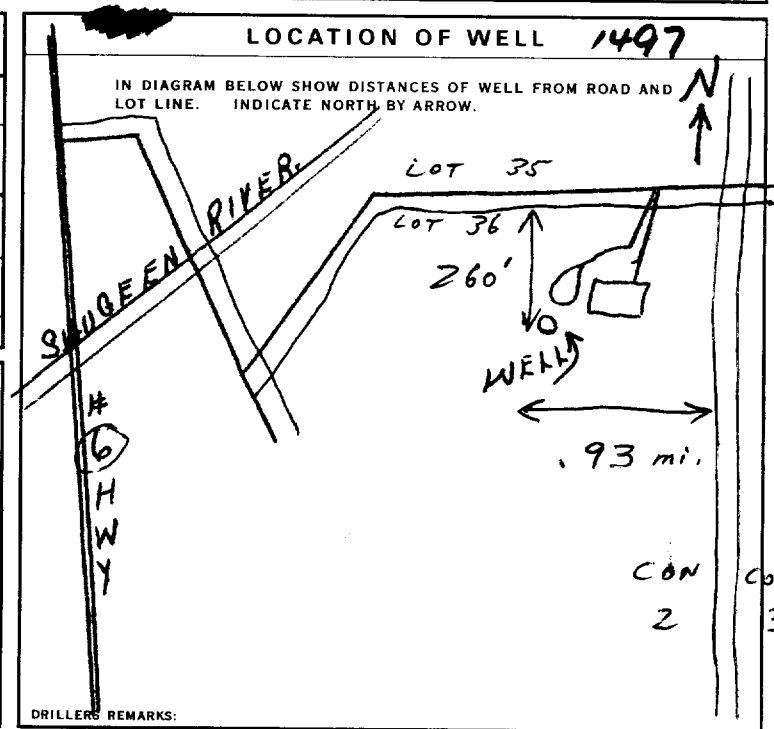 LOCATION OF WELL 1497
IN DIAGRAM BELOW SHOW DISTANCES OF WELL FROM ROAD AND
LOT LINE. INDICATE NORTH BY ARROW.
N
LOT 35
SAUGEEN RIVER.
LOT 36
260'
WELL
.93 mi.
#
6
H
W
Y
CON
2
DRILLERS REMARKS: